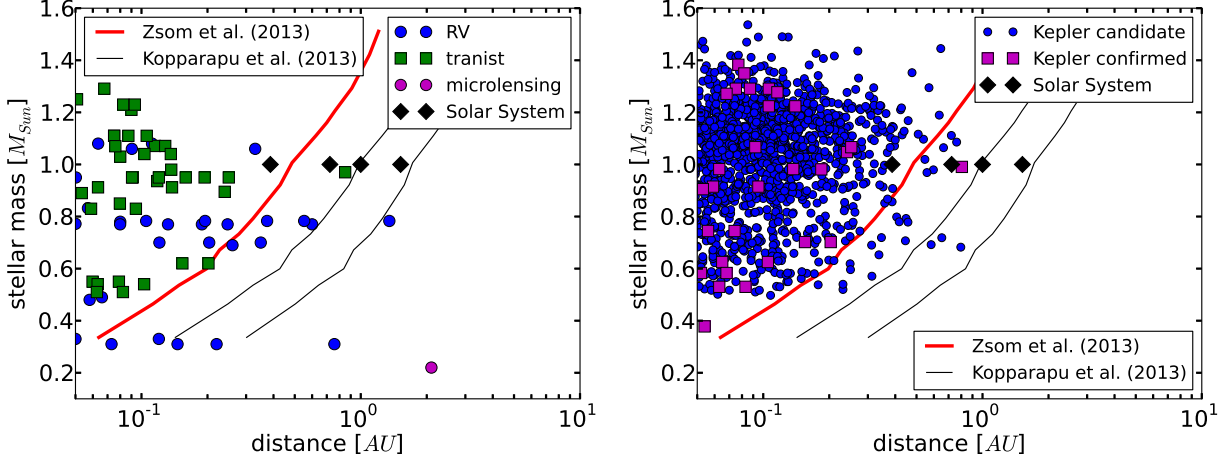 Zsom et al. (2013)
Kopparapu et al. (2013)
RV
tranist
microlensing
Solar System
stellar mass [M_Sun]
1.6
1.4
1.2
1.0
0.8
0.6
0.4
0.2
10^-1
10^0
10^1
distance [AU]
Kepler candidate
Kepler confirmed
Solar System
Zsom et al. (2013)
Kopparapu et al. (2013)
stellar mass [M_Sun]
1.6
1.4
1.2
1.0
0.8
0.6
0.4
0.2
10^-1
10^0
10^1
distance [AU]